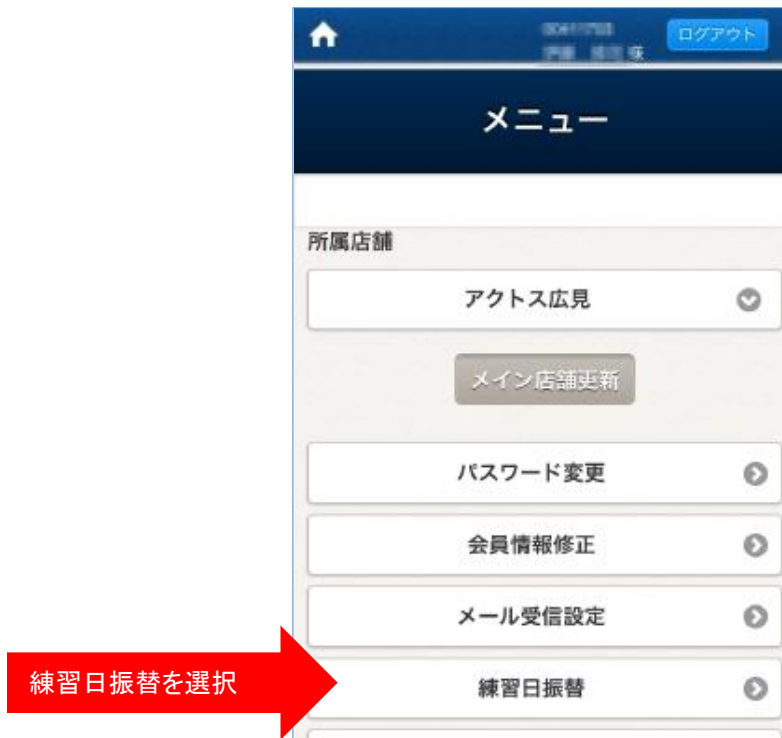 ログアウト
様
メニュー
所属店舗
アクトス広見
メイン店舗更新
パスワード変更
会員情報修正
メール受信設定
練習日振替を選択
練習日振替